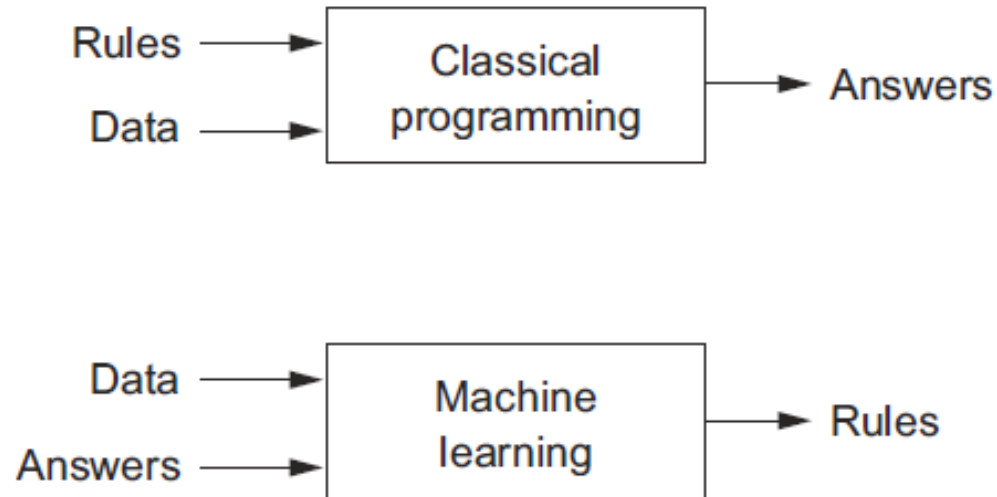 Rules
Data
Classical
programming
Answers
Data
Answers
Machine
learning
Rules